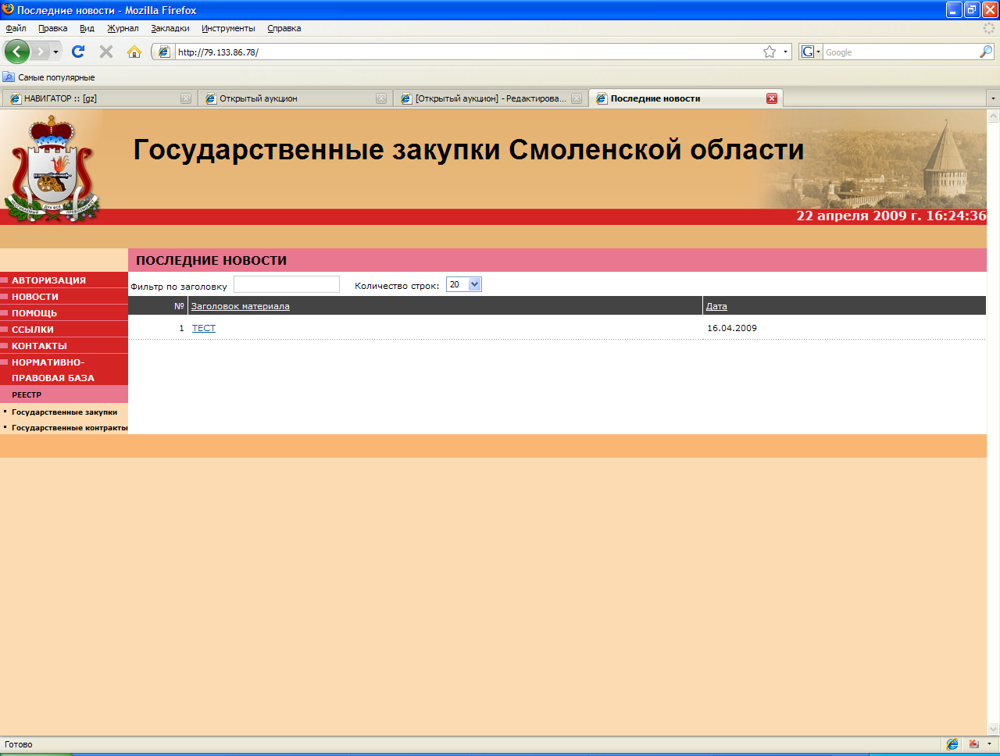 Последние новости - Mozilla Firefox
Файл Правка Вид Журнал Закладки Инструменты Справка
http://79.133.86.78/
Google
Самые популярные
НАВИГАТОР :: [gz]
Открытый аукцион
[Открытый аукцион] - Редактирова...
Последние новости
Государственные закупки Смоленской области
22 апреля 2009 г. 16:24:36
ПОСЛЕДНИЕ НОВОСТИ
АВТОРИЗАЦИЯ
НОВОСТИ
ПОМОЩЬ
ССЫЛКИ
КОНТАКТЫ
НОРМАТИВНО-
ПРАВОВАЯ БАЗА
РЕЕСТР
Государственные закупки
Государственные контракты
Фильтр по заголовку Количество строк: 20
№ Заголовок материала Дата
1 ТЕСТ 16.04.2009
Готово